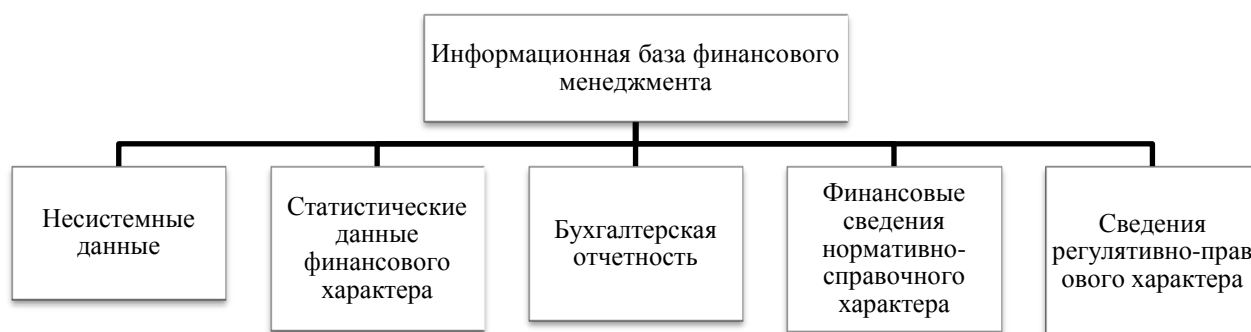 Информационная база финансового
менеджмента
Несистемные
данные
Статистические
данные
финансового
характера
Бухгалтерская
отчетность
Финансовые
сведения
нормативно-
справочного
характера
Сведения
регулятивно-прав
ового характера